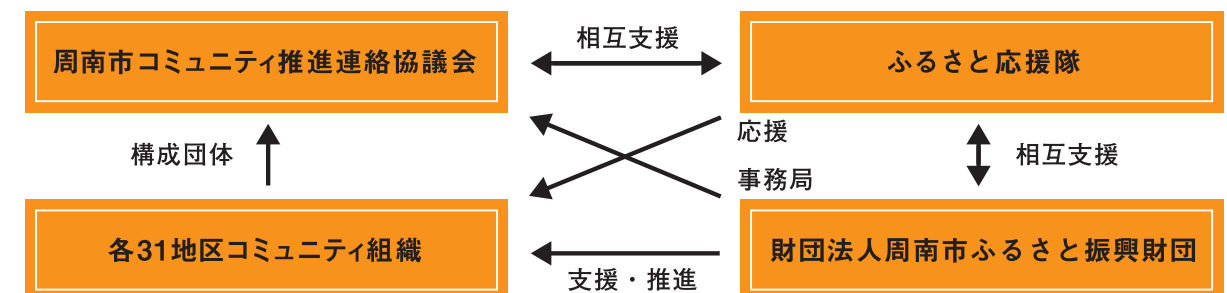 周南市コミュニティ推進連絡協議会
相互支援
ふるさと応援隊
構成団体
応援
事務局
相互支援
各31地区コミュニティ組織
支援・推進
財団法人周南市ふるさと振興財団